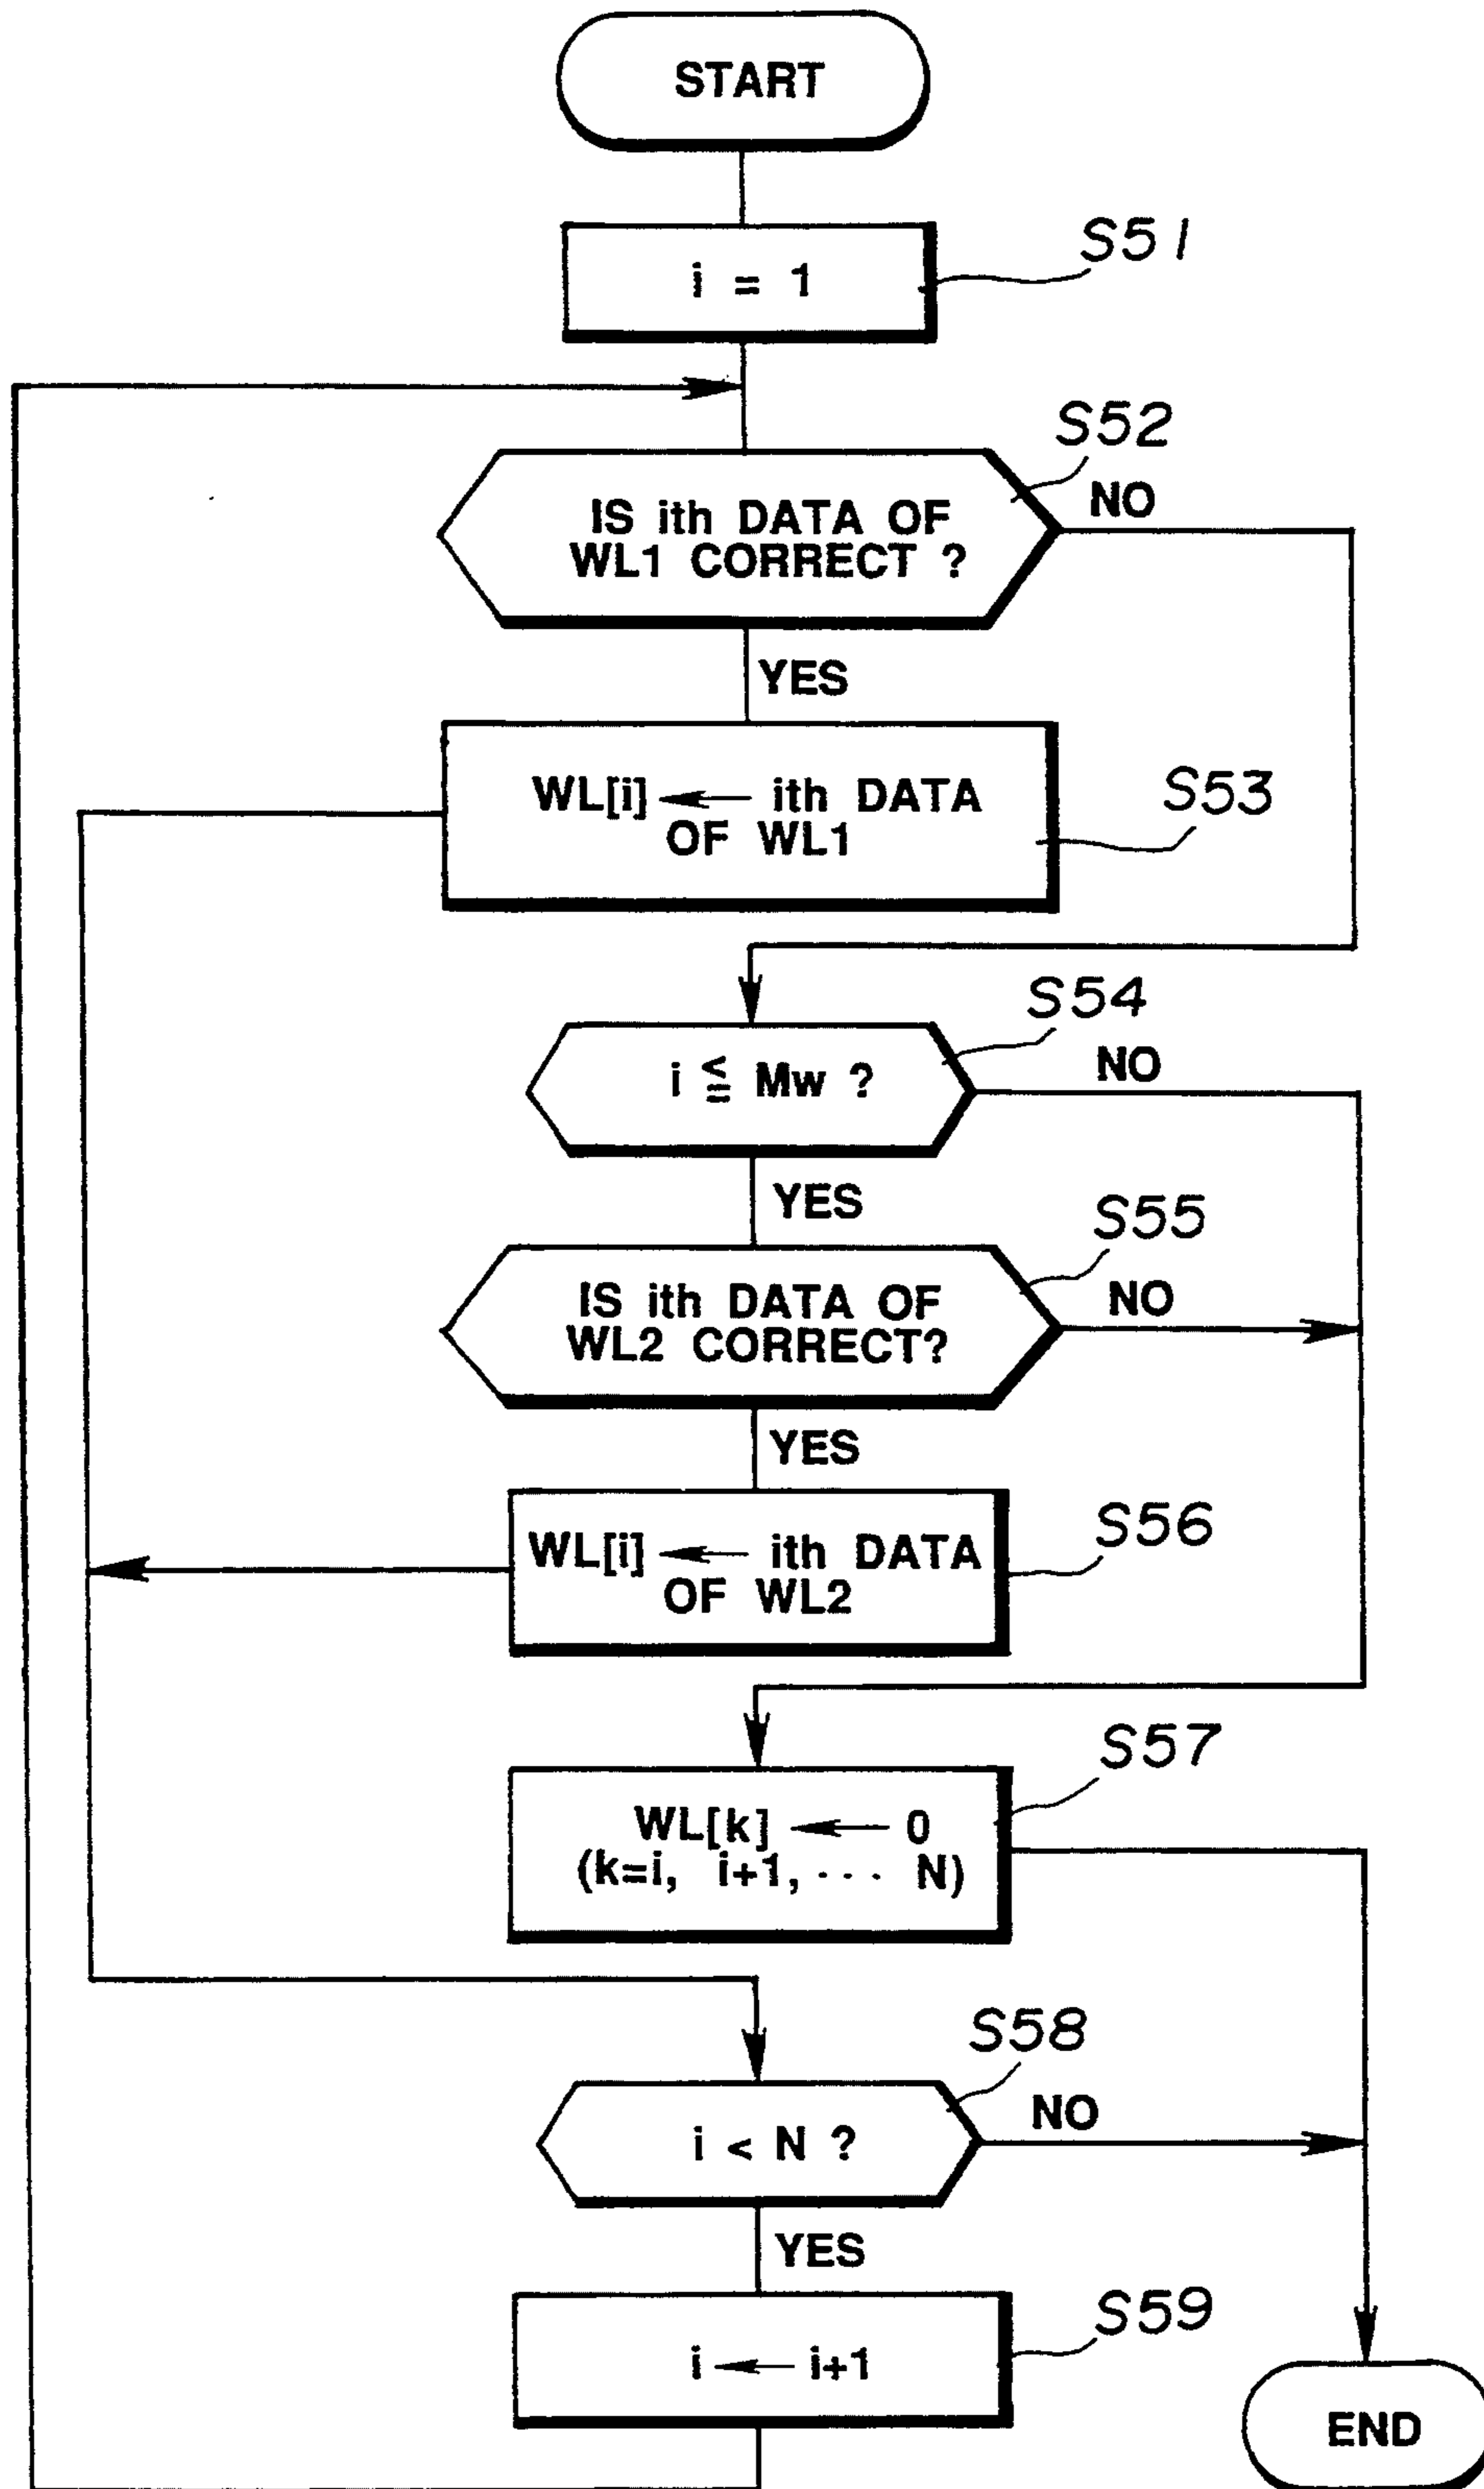 START
i = 1
S51
S52
IS ith DATA OF
WL1 CORRECT ?
NO
YES
WL[i] ← ith DATA
OF WL1
S53
S54
i ≦ Mw ?
NO
YES
S55
IS ith DATA OF
WL2 CORRECT?
NO
YES
WL[i] ← ith DATA
OF WL2
S56
S57
WL[k] ← 0
(k=i, i+1, ··· N)
S58
i < N ?
NO
YES
S59
i ← i+1
END